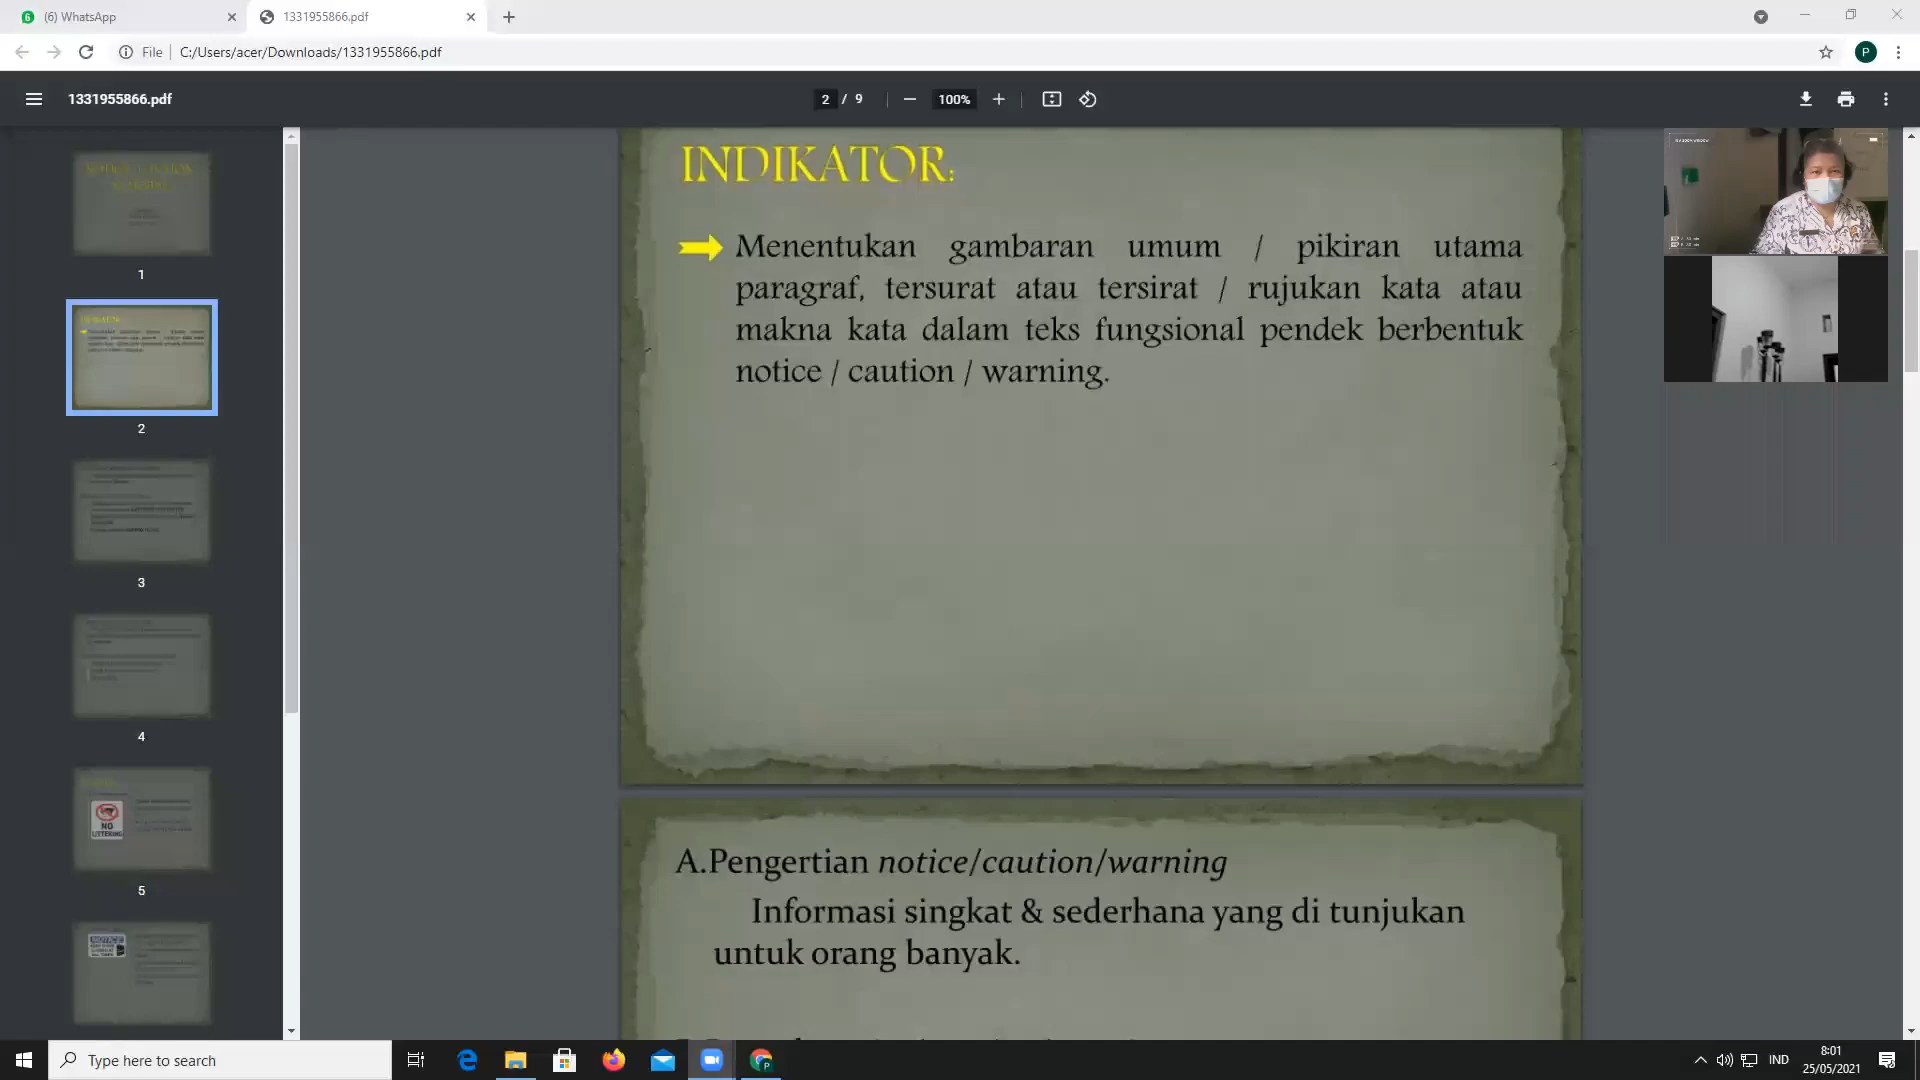 (6) WhatsApp
1331955866.pdf
File
C:/Users/acer/Downloads/1331955866.pdf
P
1331955866.pdf
2 / 9
100%
1
2
3
4
NO
LITTERING
5
NOTICE
INDIKATOR:
Menentukan gambaran umum / pikiran utama
paragraf, tersurat atau tersirat / rujukan kata atau
makna kata dalam teks fungsional pendek berbentuk
notice / caution / warning.
A.Pengertian notice/caution/warning
Informasi singkat & sederhana yang di tunjukan
untuk orang banyak.
Type here to search
IND
8:01
25/05/2021